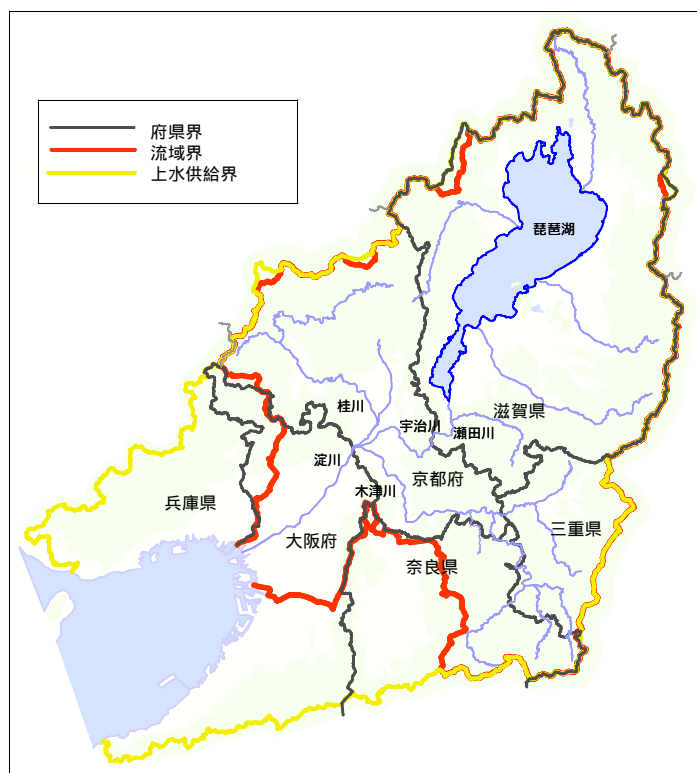 府県界
流域界
上水供給界
琵琶湖
滋賀県
桂川
宇治川
瀬田川
淀川
京都府
木津川
兵庫県
三重県
大阪府
奈良県